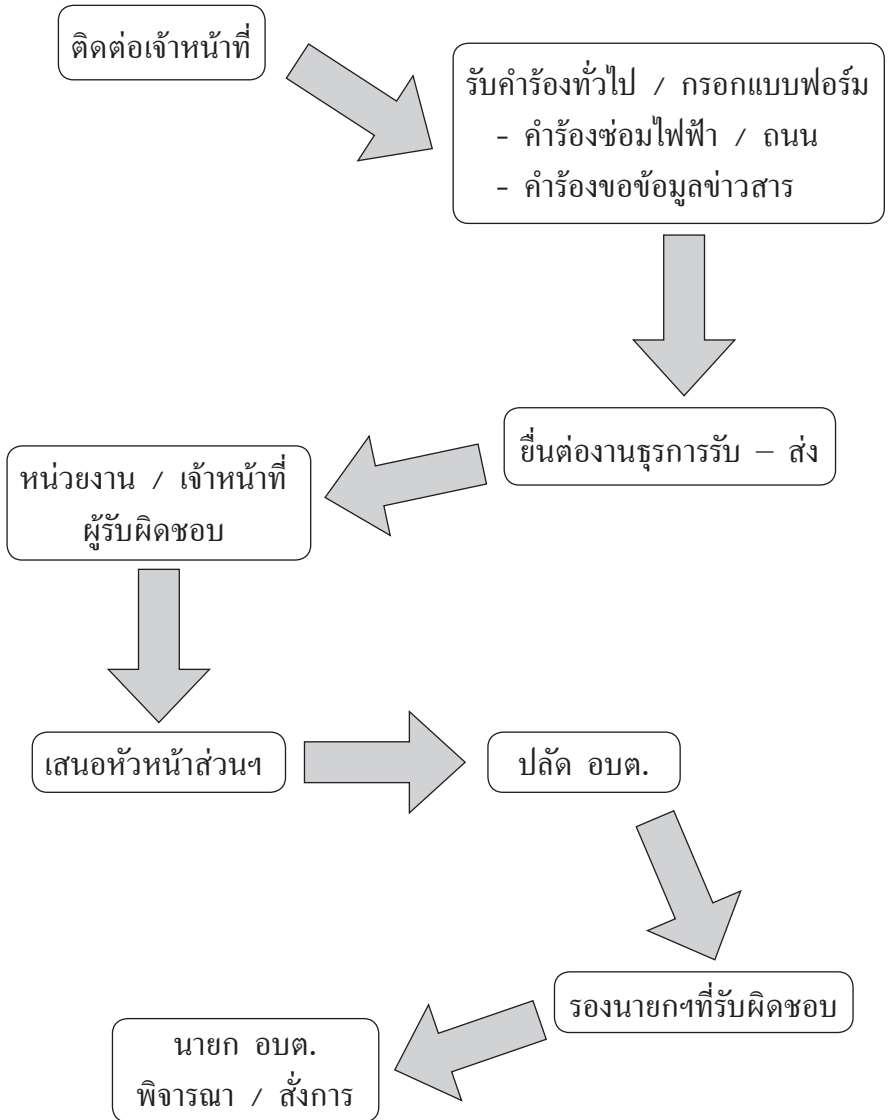 ติดต่อเจ้าหน้าที่
รับคำร้องทั่วไป / กรอกแบบฟอร์ม
- คำร้องซ่อมไฟฟ้า / ถนน
- คำร้องขอข้อมูลข่าวสาร
ยื่นต่องานธุรการรับ – ส่ง
หน่วยงาน / เจ้าหน้าที่
ผู้รับผิดชอบ
เสนอหัวหน้าส่วนฯ
ปลัด อบต.
รองนายกฯที่รับผิดชอบ
นายก อบต.
พิจารณา / สั่งการ